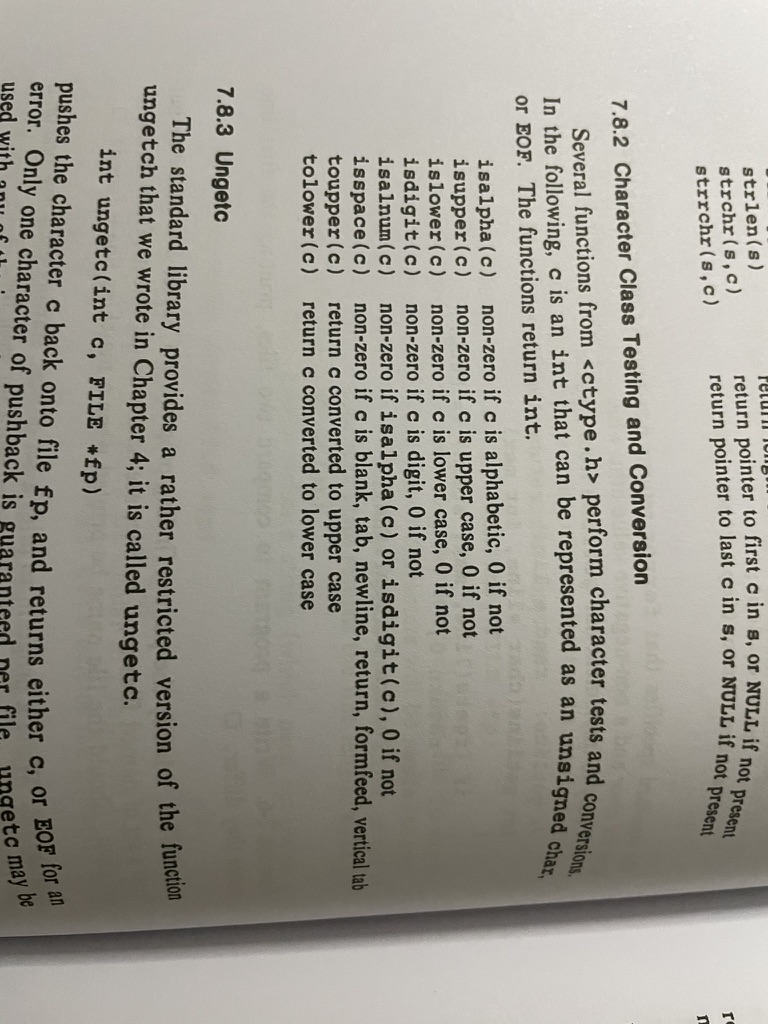 strlen(s)
strchr(s,c) return pointer to first c in s, or NULL if not present
strrchr(s,c) return pointer to last c in s, or NULL if not present
7.8.2 Character Class Testing and Conversion
Several functions from <ctype.h> perform character tests and conversions.
In the following, c is an int that can be represented as an unsigned char,
or EOF. The functions return int.
isalpha(c) non-zero if c is alphabetic, 0 if not
isupper(c) non-zero if c is upper case, 0 if not
islower(c) non-zero if c is lower case, 0 if not
isdigit(c) non-zero if c is digit, 0 if not
isalnum(c) non-zero if isalpha(c) or isdigit(c), 0 if not
isspace(c) non-zero if c is blank, tab, newline, return, formfeed, vertical tab
toupper(c) return c converted to upper case
tolower(c) return c converted to lower case
7.8.3 Ungetc
The standard library provides a rather restricted version of the function
ungetch that we wrote in Chapter 4; it is called ungetc.
int ungetc(int c, FILE *fp)
pushes the character c back onto file fp, and returns either c, or EOF for an
error. Only one character of pushback is guaranteed per file. ungetc may be
used with any of the